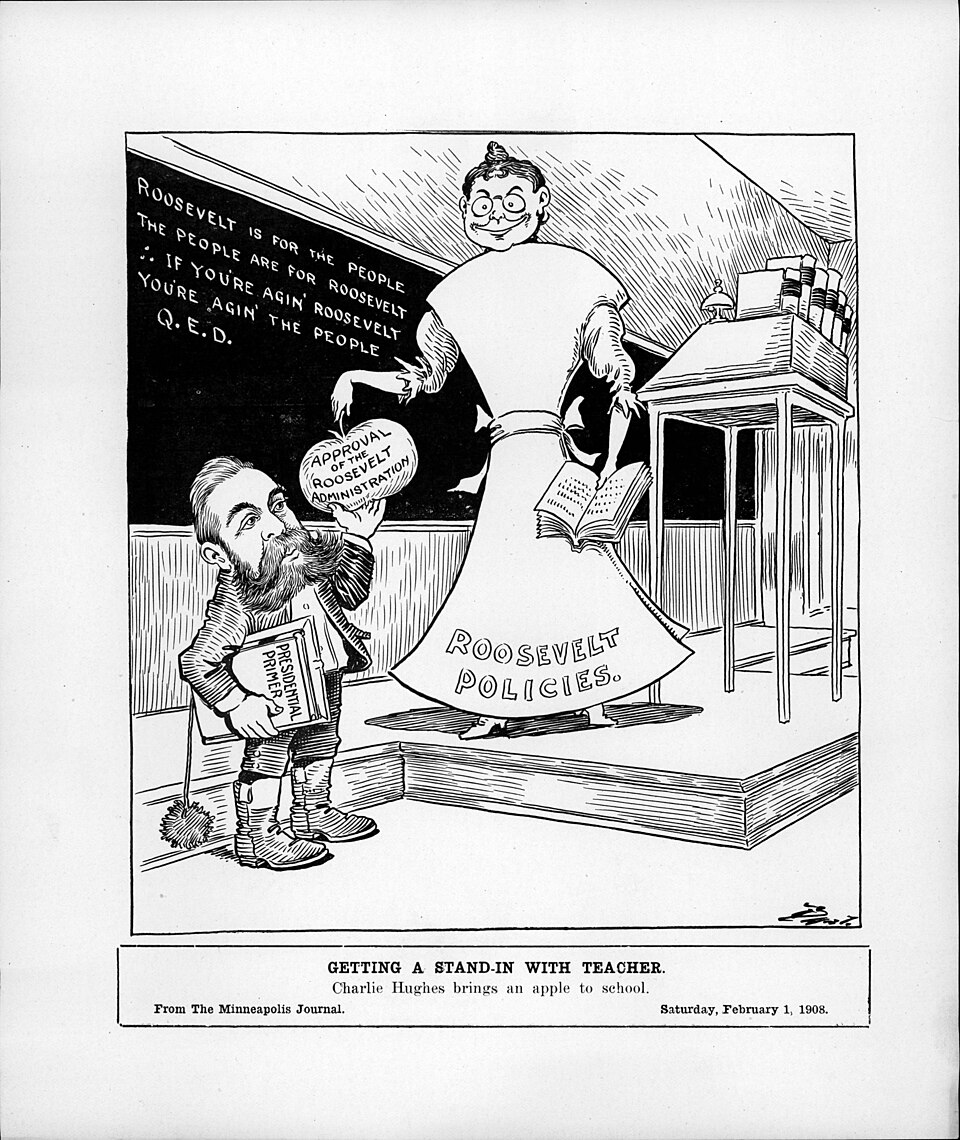 ROOSEVELT IS FOR THE PEOPLE
THE PEOPLE ARE FOR ROOSEVELT
∴ IF YOU'RE AGIN' ROOSEVELT
YOU'RE AGIN' THE PEOPLE
Q.E.D.
APPROVAL
OF THE
ROOSEVELT
ADMINISTRATION
PRESIDENTIAL
PRIMER
ROOSEVELT
POLICIES.
GETTING A STAND-IN WITH TEACHER.
Charlie Hughes brings an apple to school.
From The Minneapolis Journal.
Saturday, February 1, 1908.